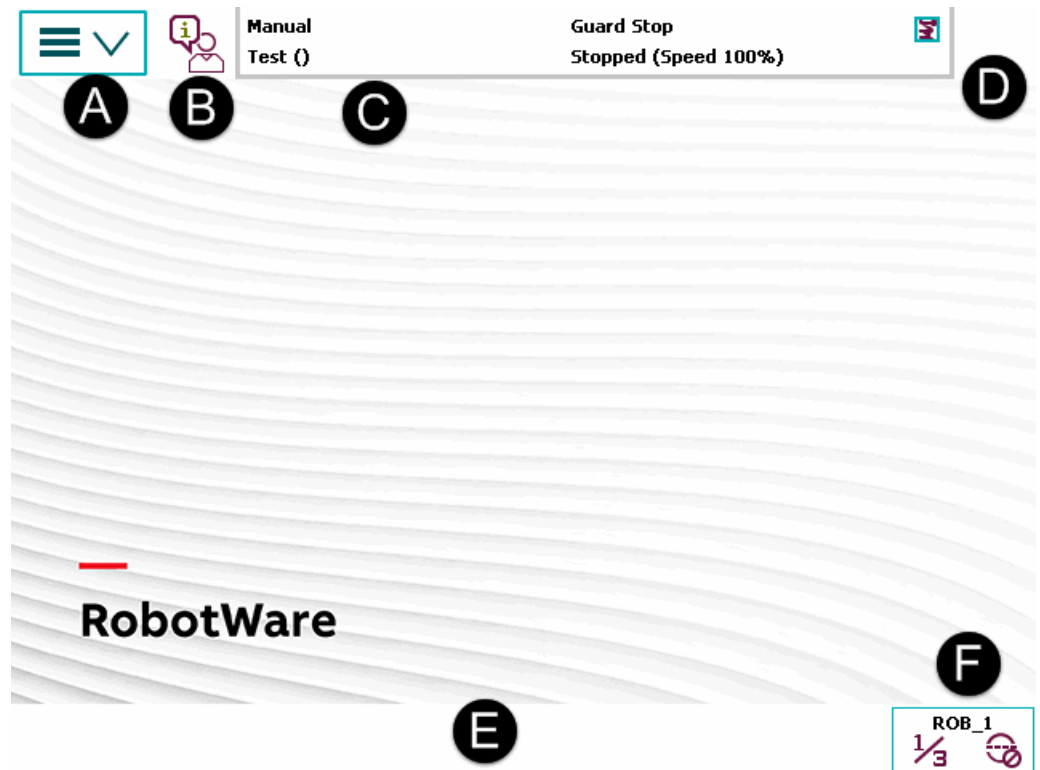 Manual
Guard Stop
Test ()
Stopped (Speed 100%)
A
B
C
D
RobotWare
F
E
ROB_1
1/3